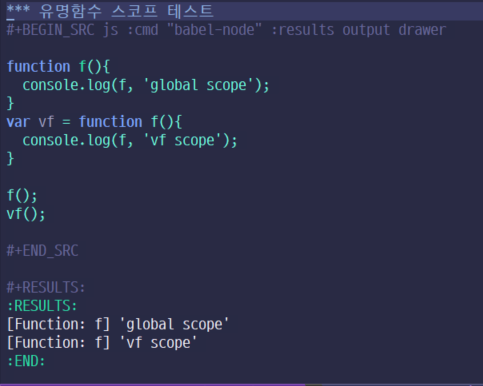 *** 유명함수 스코프 테스트
#+BEGIN_SRC js :cmd "babel-node" :results output drawer
function f(){
  console.log(f, 'global scope');
}
var vf = function f(){
  console.log(f, 'vf scope');
}
f();
vf();
#+END_SRC
#+RESULTS:
:RESULTS:
[Function: f] 'global scope'
[Function: f] 'vf scope'
:END: